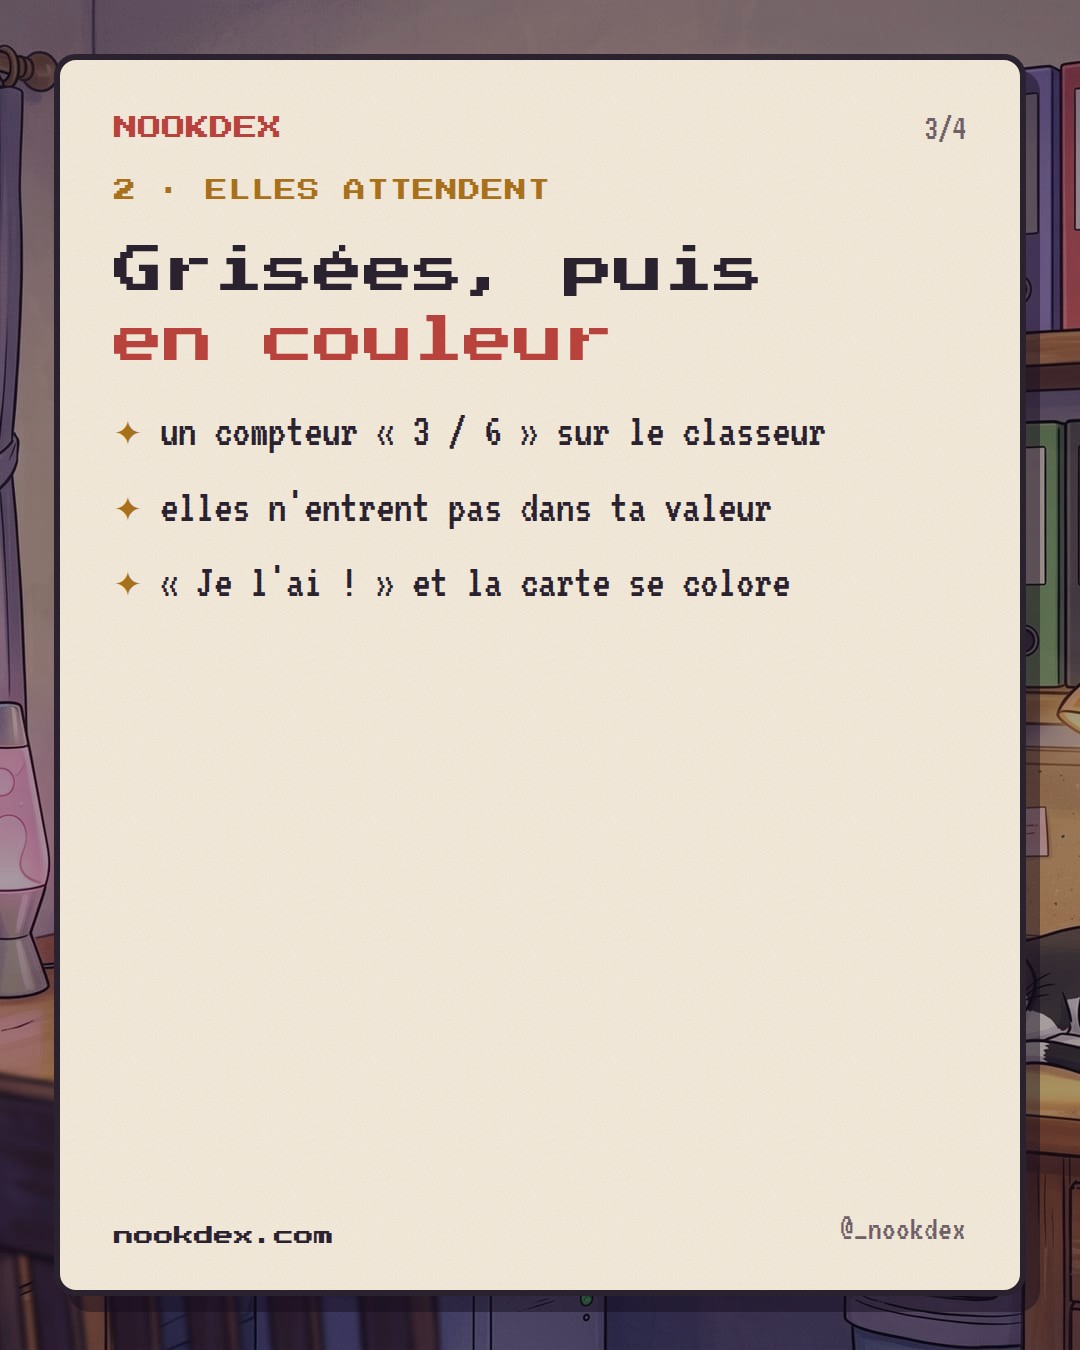 NOOKDEX
3/4
2 · ELLES ATTENDENT
Grisées, puis
en couleur
✦ un compteur « 3 / 6 » sur le classeur
✦ elles n'entrent pas dans ta valeur
✦ « Je l'ai ! » et la carte se colore
nookdex.com
@_nookdex